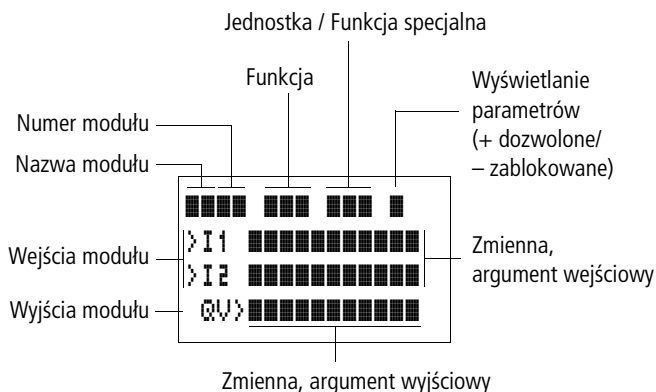 Jednostka / Funkcja specjalna
Funkcja
Wyświetlanie
parametrów
(+ dozwolone/
– zablokowane)
Numer modułu
Nazwa modułu
Wejścia modułu
>I1
>I2
Zmienna,
argument wejściowy
Wyjścia modułu
QV>
Zmienna, argument wyjściowy